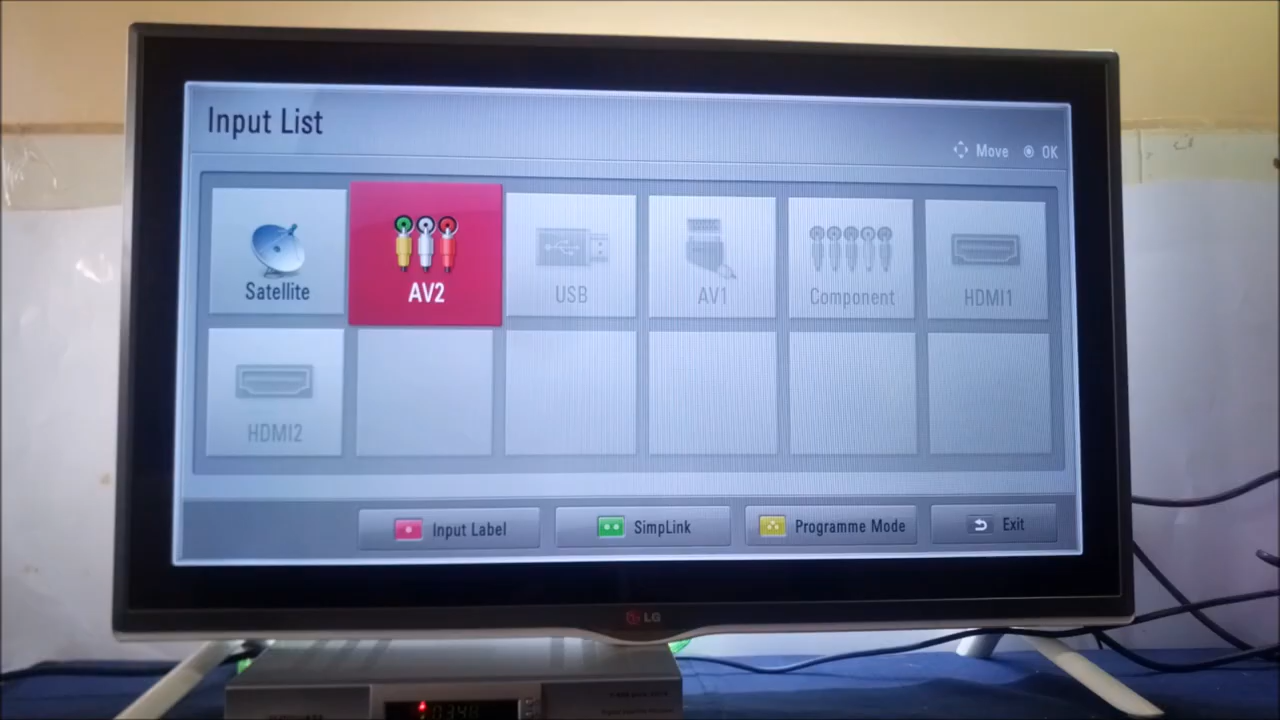 Input List
Move OK
Satellite AV2 USB AV1 Component HDMI1
HDMI2
Input Label SimpLink Programme Mode Exit
LG